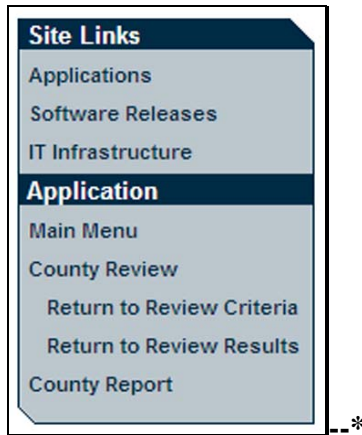 Site Links
Applications
Software Releases
IT Infrastructure
Application
Main Menu
County Review
Return to Review Criteria
Return to Review Results
County Report
--*